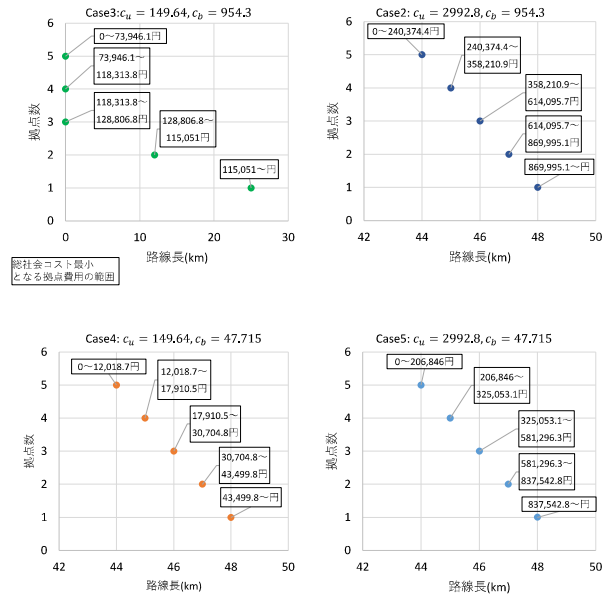 Case3: c_u = 149.64, c_b = 954.3
6
5
4
3
2
1
0
拠点数
0～73,946.1円
73,946.1～
118,313.8円
118,313.8～
128,806.8円
128,806.8～
115,051円
115,051～円
0
10
20
30
路線長(km)
総社会コスト最小
となる拠点費用の範囲
Case2: c_u = 2992.8, c_b = 954.3
6
5
4
3
2
1
0
拠点数
0～240,374.4円
240,374.4～
358,210.9円
358,210.9～
614,095.7円
614,095.7～
869,995.1円
869,995.1～円
42
44
46
48
50
路線長(km)
Case4: c_u = 149.64, c_b = 47.715
6
5
4
3
2
1
0
拠点数
0～12,018.7円
12,018.7～
17,910.5円
17,910.5～
30,704.8円
30,704.8～
43,499.8円
43,499.8～円
42
44
46
48
50
路線長(km)
Case5: c_u = 2992.8, c_b = 47.715
6
5
4
3
2
1
0
拠点数
0～206,846円
206,846～
325,053.1円
325,053.1～
581,296.3円
581,296.3～
837,542.8円
837,542.8～円
42
44
46
48
50
路線長(km)